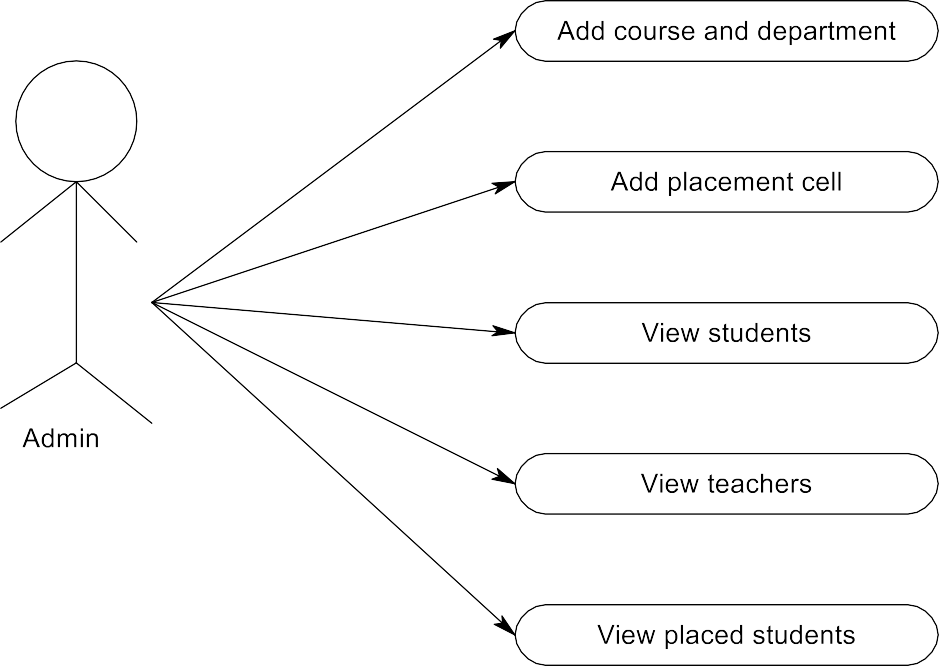 Add course and department
Add placement cell
View students
Admin
View teachers
View placed students